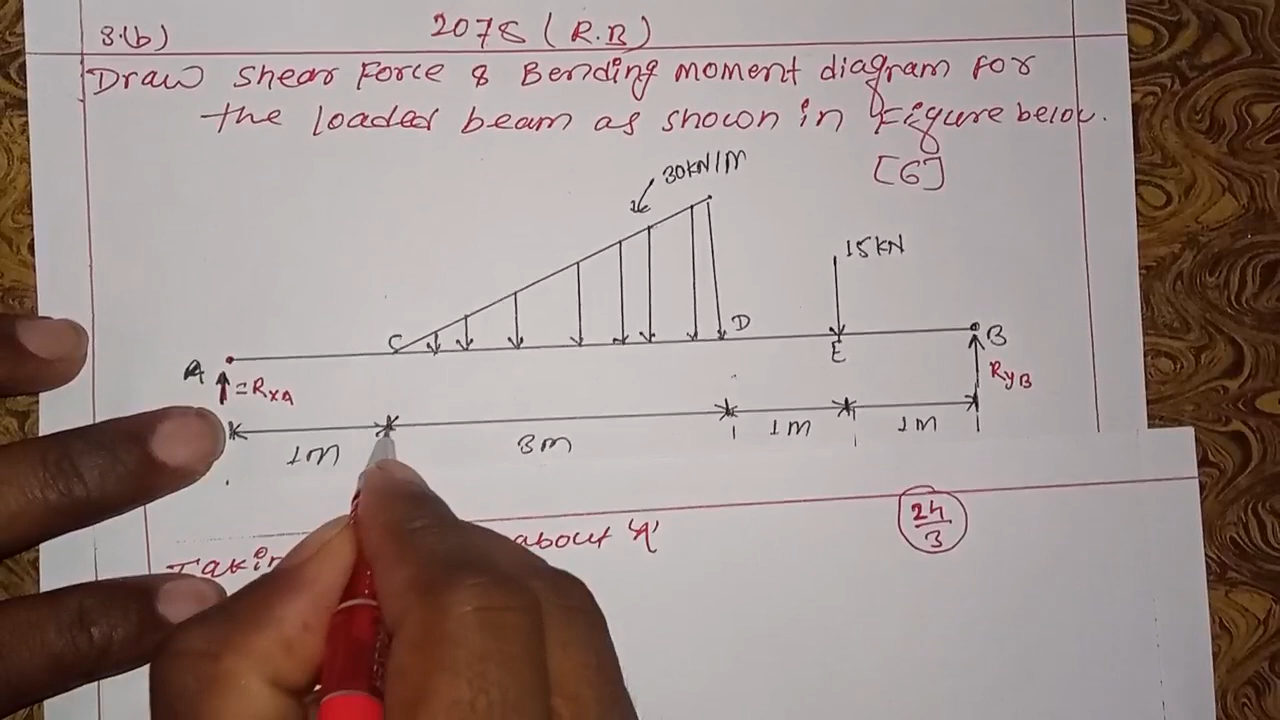 3.(b) 2078 (R.B)
Draw Shear Force & Bending moment diagram for
the loaded beam as shown in Figure below.
[6]
30KN/M
15KN
C
D
E
A
B
= RxA
RyB
1M
3m
1M
1M
about 'A'
2h/3